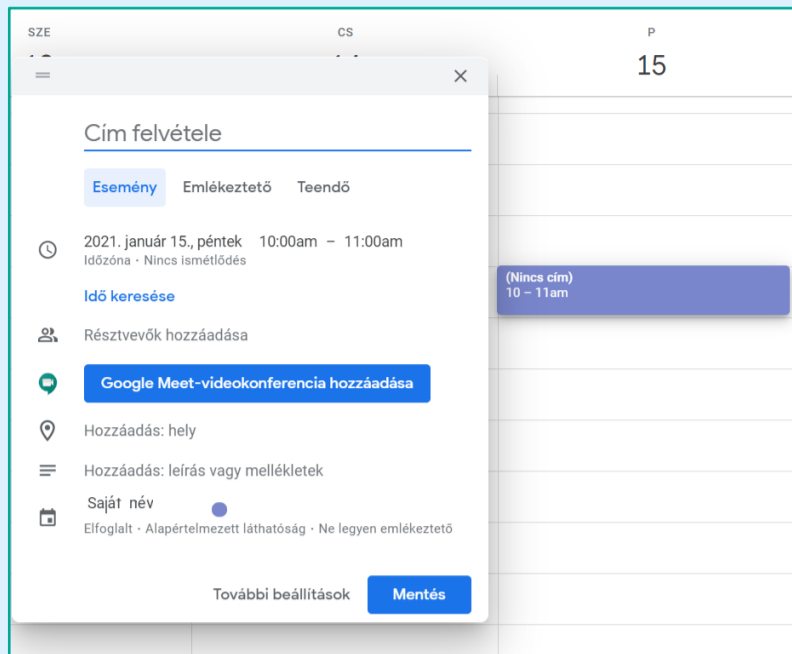 SZE
CS
P
15
Cím felvétele
Esemény Emlékeztető Teendő
2021. január 15., péntek 10:00am – 11:00am
Időzóna · Nincs ismétlődés
Idő keresése
(Nincs cím)
10 – 11am
Résztvevők hozzáadása
Google Meet-videokonferencia hozzáadása
Hozzáadás: hely
Hozzáadás: leírás vagy mellékletek
Saját név
Elfoglalt · Alapértelmezett láthatóság · Ne legyen emlékeztető
További beállítások Mentés